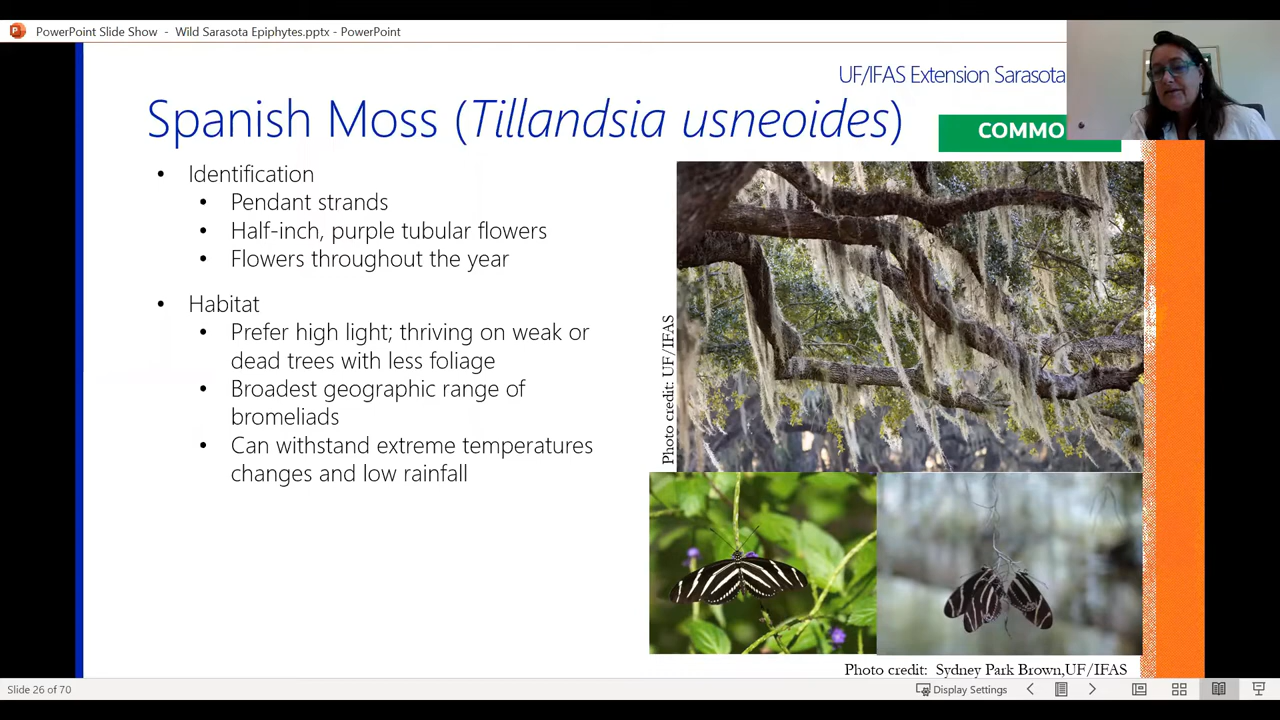 PowerPoint Slide Show - Wild Sarasota Epiphytes.pptx - PowerPoint
UF/IFAS Extension Sarasota
Spanish Moss (Tillandsia usneoides)
COMMO
• Identification
• Pendant strands
• Half-inch, purple tubular flowers
• Flowers throughout the year
• Habitat
• Prefer high light; thriving on weak or
dead trees with less foliage
• Broadest geographic range of
bromeliads
• Can withstand extreme temperatures
changes and low rainfall
Photo credit: UF/IFAS
Photo credit: Sydney Park Brown,UF/IFAS
Slide 26 of 70
Display Settings